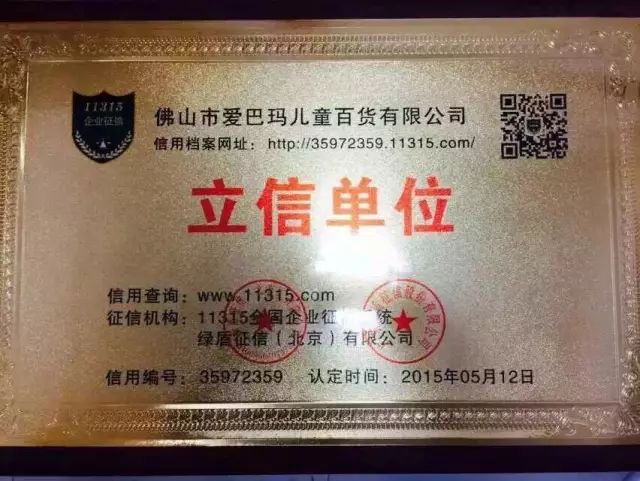 11315
企业征信
佛山市爱巴玛儿童百货有限公司
信用档案网址：http://35972359.11315.com/
立信单位
信用查询：www.11315.com
征信机构：11315全国企业征信系统
绿盾征信（北京）有限公司
信用编号：35972359 认定时间：2015年05月12日